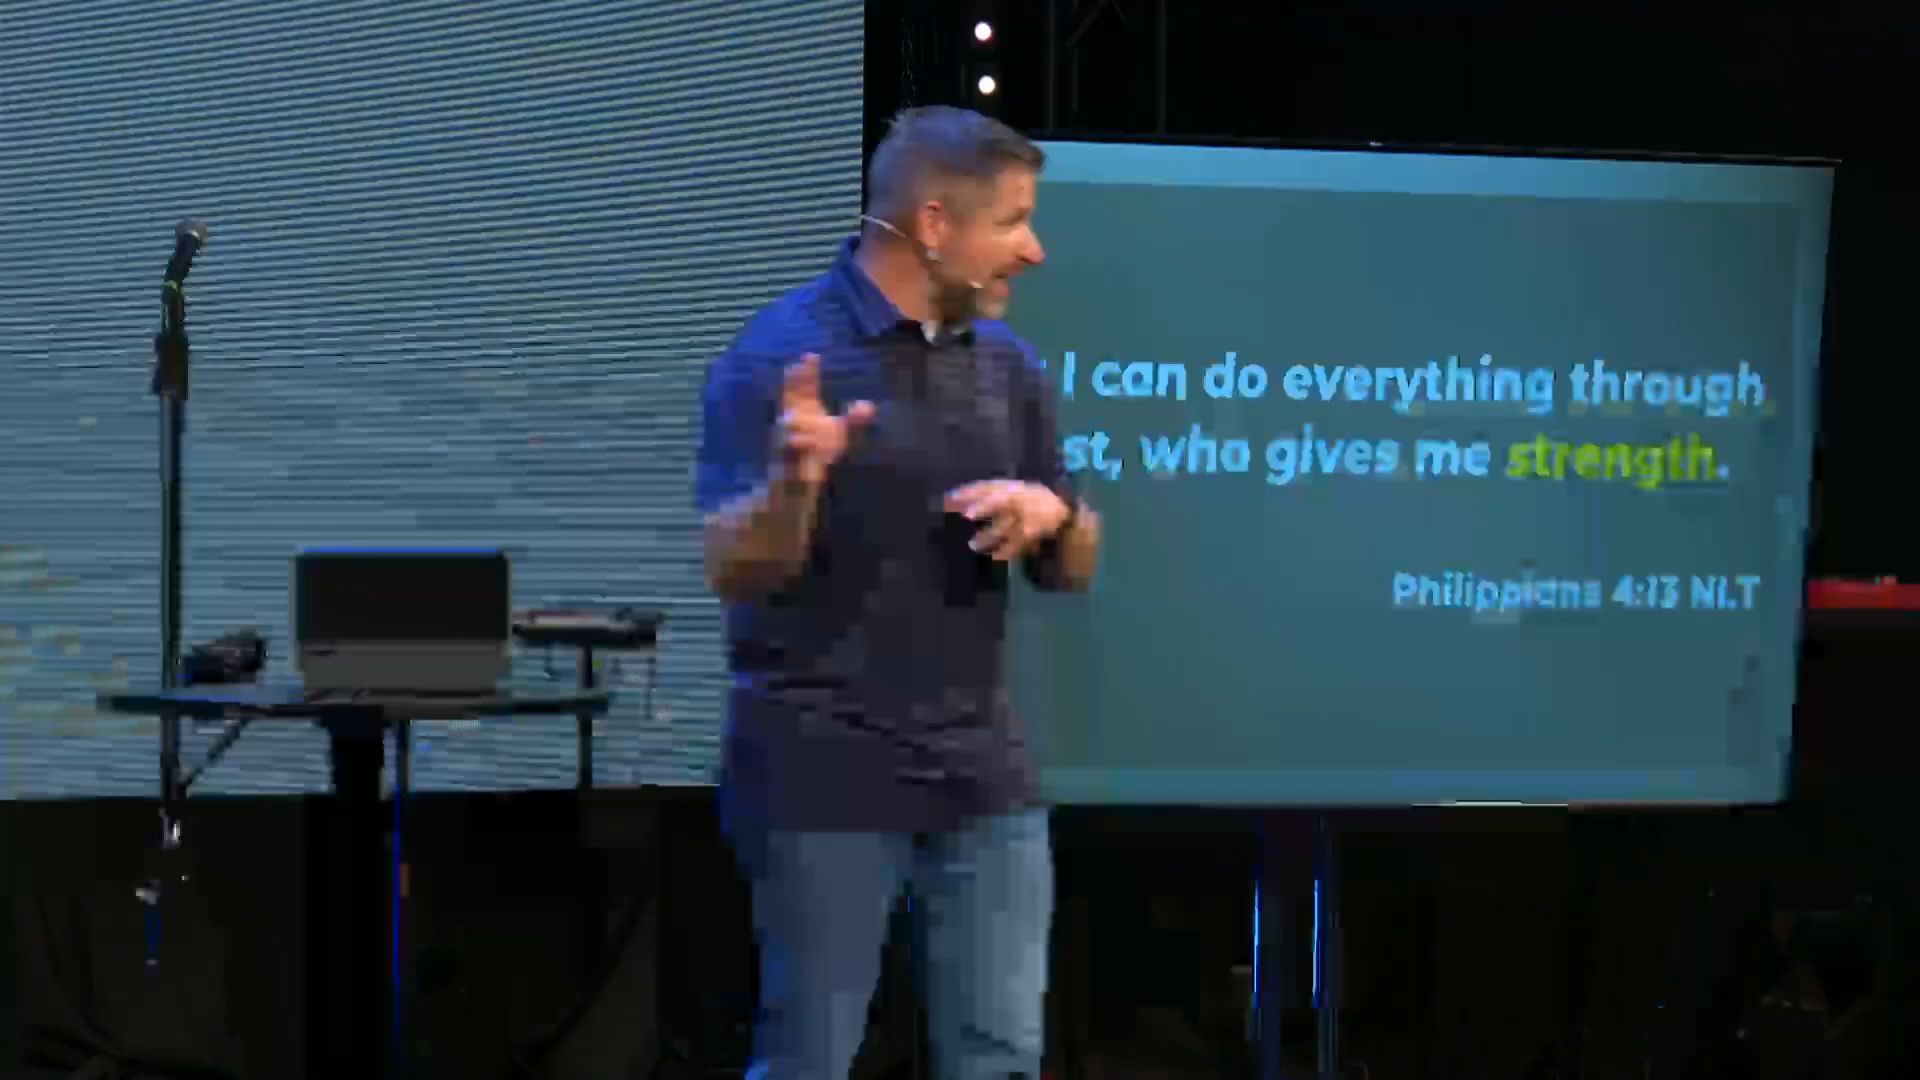 I can do everything through
st, who gives me strength.
Philippians 4:13 NLT